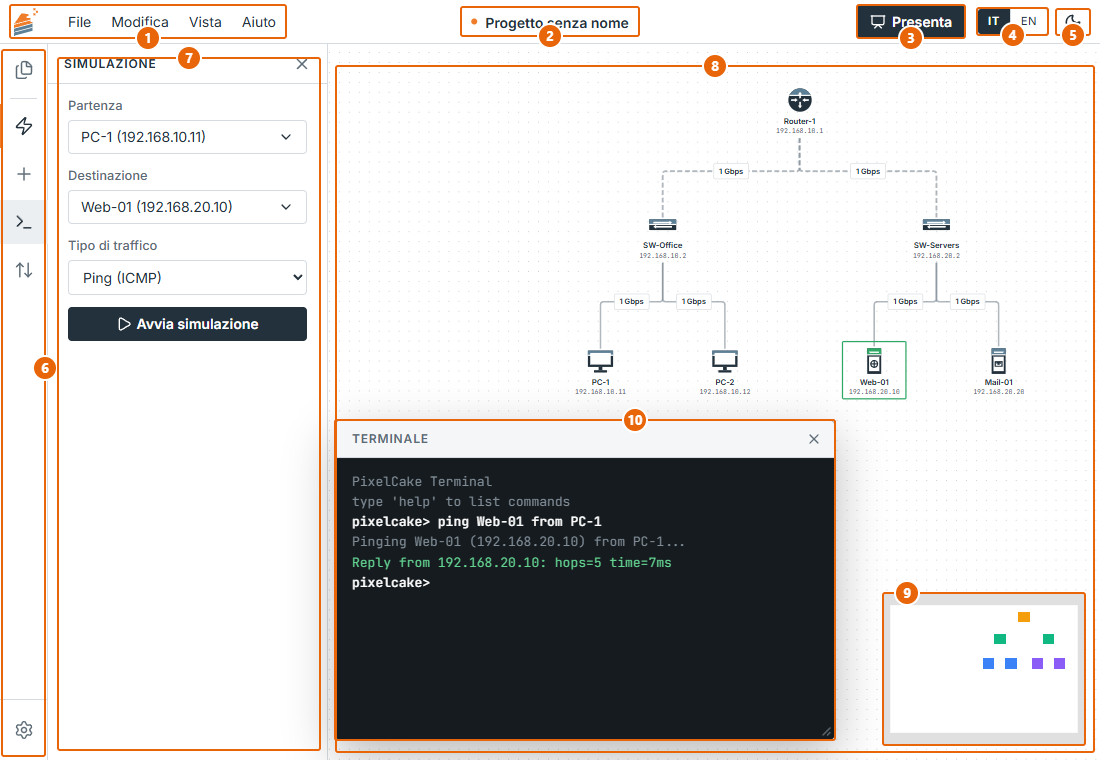 File Modifica Vista Aiuto
1
Progetto senza nome
2
Presenta
3
IT EN
4
5
6
7
SIMULAZIONE
Partenza
PC-1 (192.168.10.11)
Destinazione
Web-01 (192.168.20.10)
Tipo di traffico
Ping (ICMP)
Avvia simulazione
8
Router-1
192.168.10.1
1 Gbps
1 Gbps
SW-Office
192.168.10.2
SW-Servers
192.168.20.2
1 Gbps
1 Gbps
1 Gbps
1 Gbps
PC-1
192.168.10.11
PC-2
192.168.10.12
Web-01
192.168.20.10
Mail-01
192.168.20.20
10
TERMINALE
PixelCake Terminal
type 'help' to list commands
pixelcake> ping Web-01 from PC-1
Pinging Web-01 (192.168.20.10) from PC-1...
Reply from 192.168.20.10: hops=5 time=7ms
pixelcake>
9